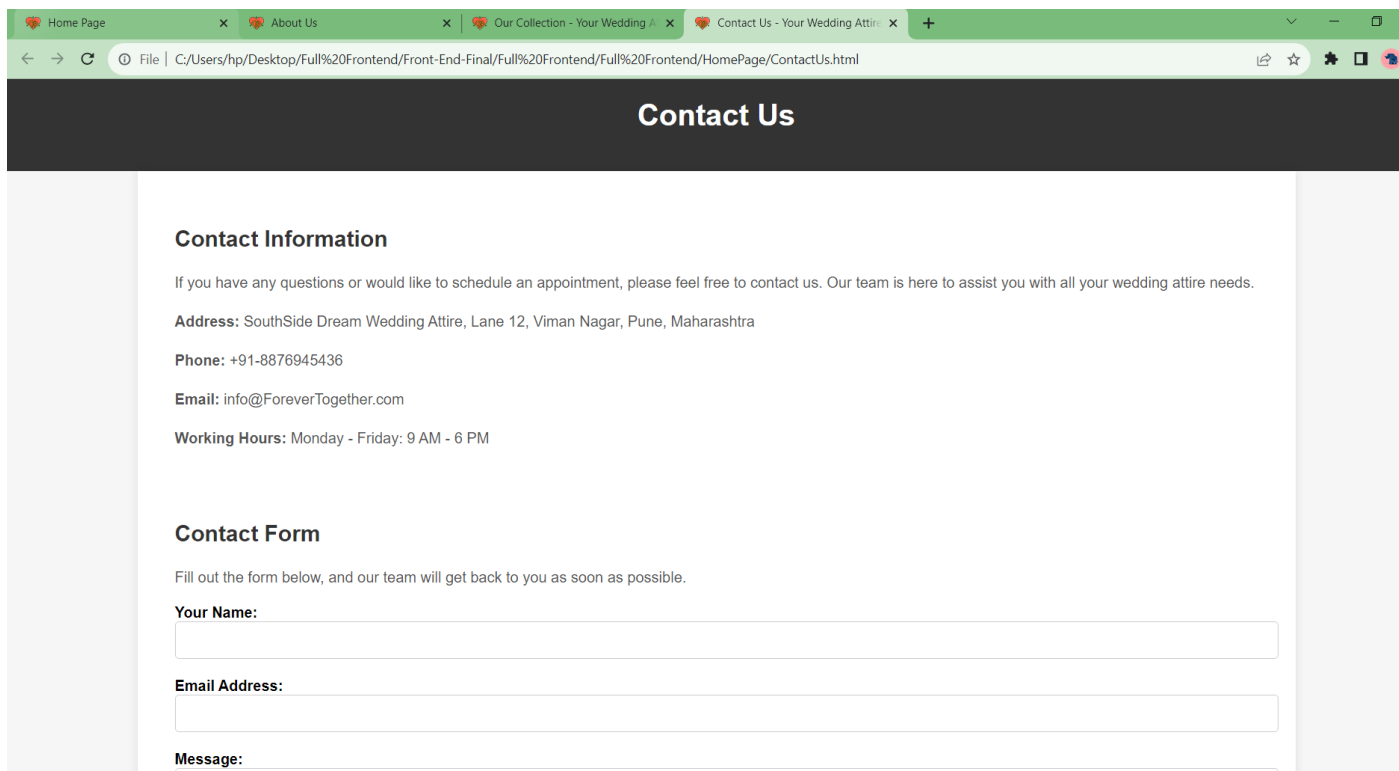 Home Page
About Us
Our Collection - Your Wedding A
Contact Us - Your Wedding Attire
File
C:/Users/hp/Desktop/Full%20Frontend/Front-End-Final/Full%20Frontend/Full%20Frontend/HomePage/ContactUs.html
Contact Us
Contact Information
If you have any questions or would like to schedule an appointment, please feel free to contact us. Our team is here to assist you with all your wedding attire needs.
Address: SouthSide Dream Wedding Attire, Lane 12, Viman Nagar, Pune, Maharashtra
Phone: +91-8876945436
Email: info@ForeverTogether.com
Working Hours: Monday - Friday: 9 AM - 6 PM
Contact Form
Fill out the form below, and our team will get back to you as soon as possible.
Your Name:
Email Address:
Message: